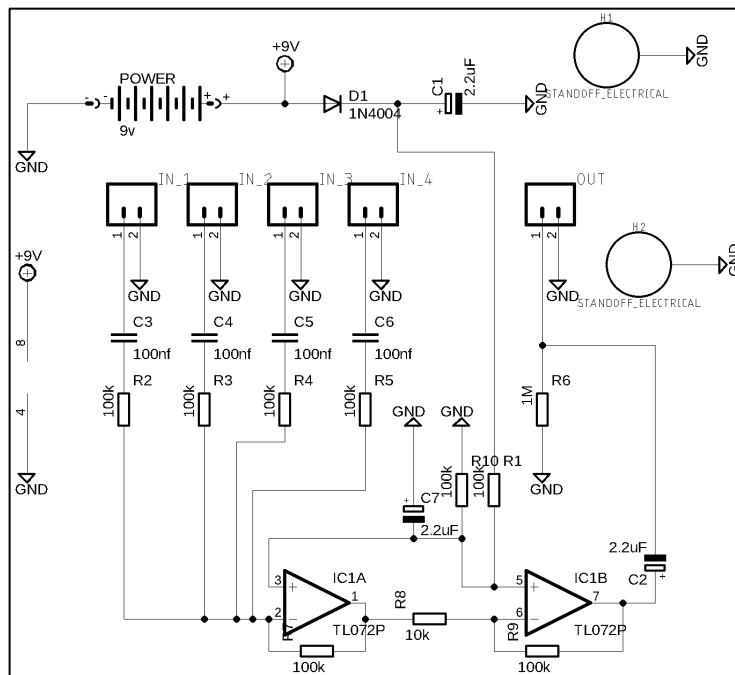 H1
GND
STANDOFF_ELECTRICAL
+9V
POWER
- - + +
9v
D1
1N4004
C1
2.2uF
+
GND
GND
IN_1
IN_2
IN_3
IN_4
OUT
1 2
1 2
1 2
1 2
1 2
H2
GND
STANDOFF_ELECTRICAL
+9V
8
4
GND
GND
GND
GND
GND
GND
C3
100nf
C4
100nf
C5
100nf
C6
100nf
R2
100k
R3
100k
R4
100k
R5
100k
R6
1M
GND
GND
GND
R10
100k
R1
100k
C7
+
2.2uF
2.2uF
C2
+
3
+
2
−
1
IC1A
TL072P
R7
100k
R8
10k
5
+
6
−
7
IC1B
TL072P
R9
100k